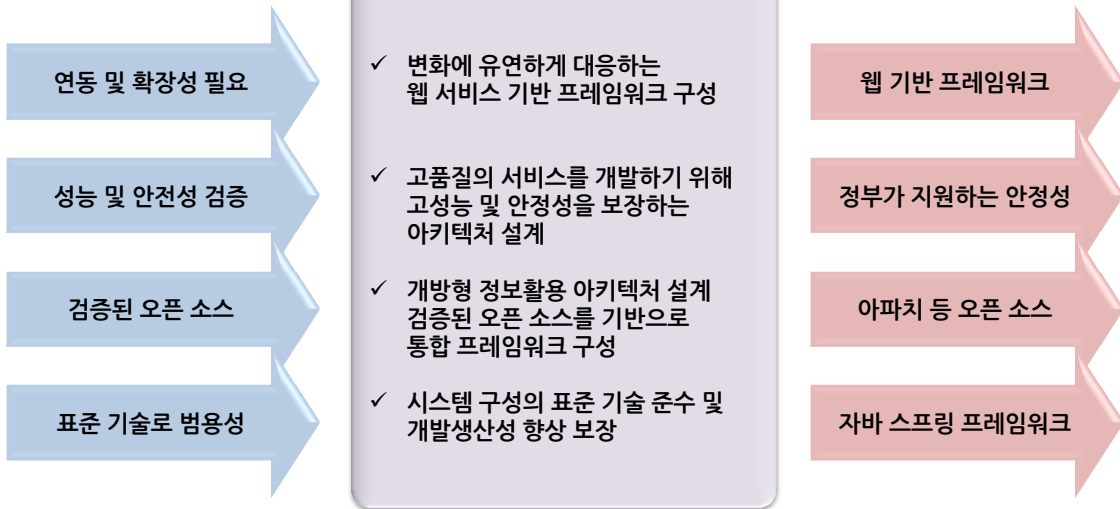 연동 및 확장성 필요
성능 및 안전성 검증
검증된 오픈 소스
표준 기술로 범용성
✓ 변화에 유연하게 대응하는
웹 서비스 기반 프레임워크 구성
✓ 고품질의 서비스를 개발하기 위해
고성능 및 안정성을 보장하는
아키텍처 설계
✓ 개방형 정보활용 아키텍처 설계
검증된 오픈 소스를 기반으로
통합 프레임워크 구성
✓ 시스템 구성의 표준 기술 준수 및
개발생산성 향상 보장
웹 기반 프레임워크
정부가 지원하는 안정성
아파치 등 오픈 소스
자바 스프링 프레임워크